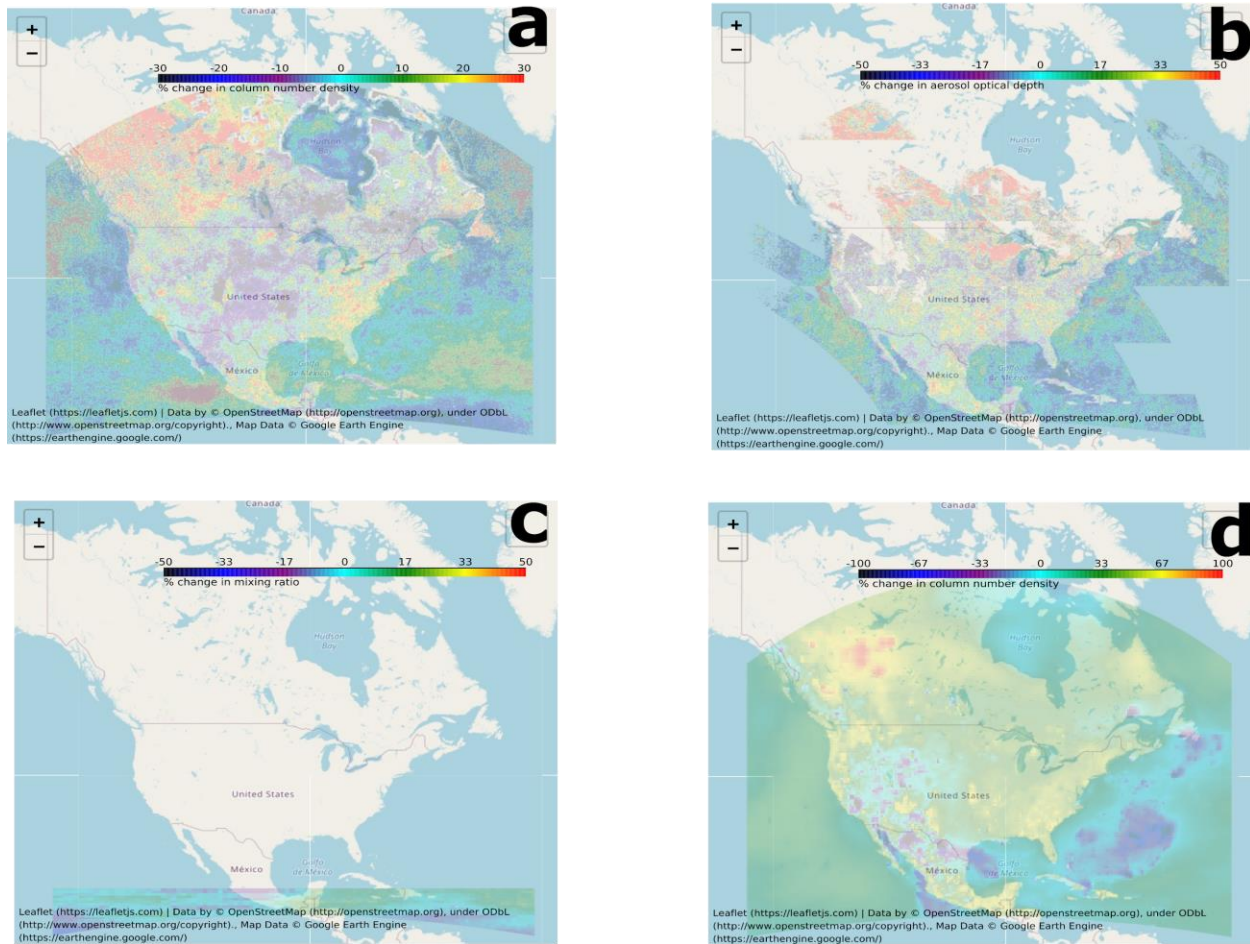 Canada
a
+
−
-30 -20 -10 0 10 20 30
% change in column number density
Hudson
Bay
United States
México
Golfo
de México
Leaflet (https://leafletjs.com) | Data by © OpenStreetMap (http://openstreetmap.org), under ODbL
(http://www.openstreetmap.org/copyright)., Map Data © Google Earth Engine
(https://earthengine.google.com/)
Canada
b
+
−
-50 -33 -17 0 17 33 50
% change in aerosol optical depth
Hudson
Bay
United States
México
Golfo
de México
Leaflet (https://leafletjs.com) | Data by © OpenStreetMap (http://openstreetmap.org), under ODbL
(http://www.openstreetmap.org/copyright)., Map Data © Google Earth Engine
(https://earthengine.google.com/)
Canada
c
+
−
-50 -33 -17 0 17 33 50
% change in mixing ratio
Hudson
Bay
United States
México
Golfo
de México
Leaflet (https://leafletjs.com) | Data by © OpenStreetMap (http://openstreetmap.org), under ODbL
(http://www.openstreetmap.org/copyright)., Map Data © Google Earth Engine
(https://earthengine.google.com/)
Canada
d
+
−
-100 -67 -33 0 33 67 100
% change in column number density
Hudson
Bay
United States
México
Golfo
de México
Leaflet (https://leafletjs.com) | Data by © OpenStreetMap (http://openstreetmap.org), under ODbL
(http://www.openstreetmap.org/copyright)., Map Data © Google Earth Engine
(https://earthengine.google.com/)